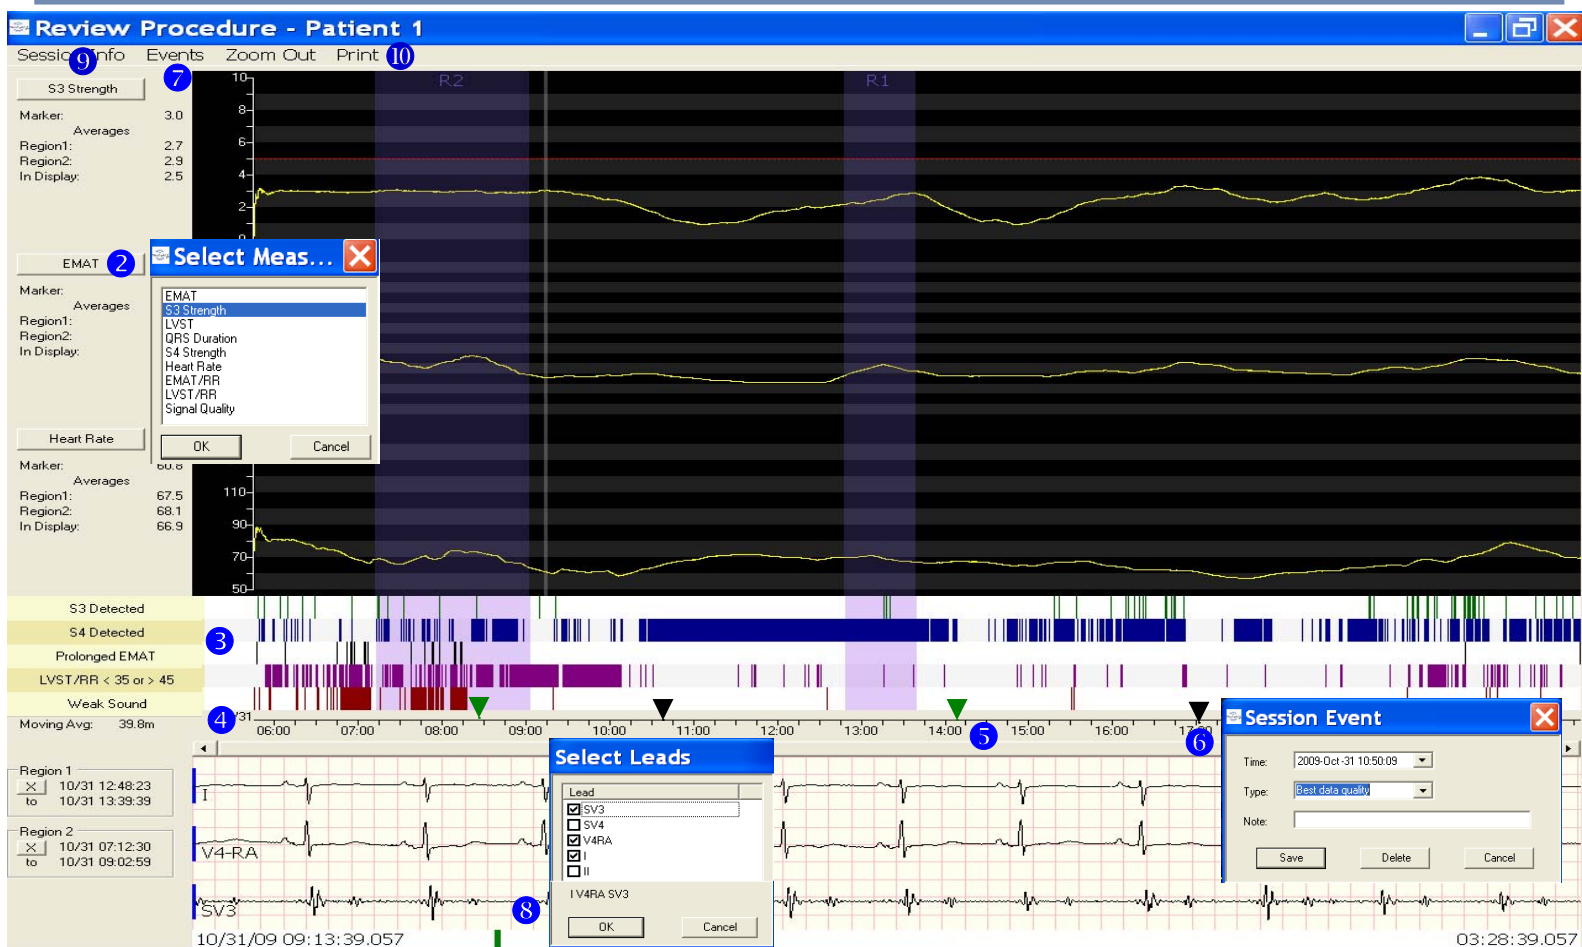 Review Procedure - Patient 1
Session Info Events Zoom Out Print
9
7
10
S3 Strength
Marker: 3.0
Averages
Region1: 2.7
Region2: 2.9
In Display: 2.5
10
8
6
4
2
0
R2
R1
EMAT
2
Marker:
Averages
Region1:
Region2:
In Display:
Select Meas...
EMAT
S3 Strength
LVST
QRS Duration
S4 Strength
Heart Rate
EMAT/RR
LVST/RR
Signal Quality
OK Cancel
Heart Rate
Marker: 60.8
Averages
Region1: 67.5
Region2: 68.1
In Display: 66.9
110
90
70
50
S3 Detected
S4 Detected
3
Prolonged EMAT
LVST/RR < 35 or > 45
Weak Sound
Moving Avg: 39.8m
4
/31
06:00 07:00 08:00 09:00 10:00 11:00 12:00 13:00 14:00 15:00 16:00
5
6
Region 1
X 10/31 12:48:23
to 10/31 13:39:39
Region 2
X 10/31 07:12:30
to 10/31 09:02:59
I
V4-RA
SV3
8
Select Leads
Lead
SV3
SV4
V4RA
I
II
I V4RA SV3
OK Cancel
Session Event
Time: 2009-Oct-31 10:50:09
Type: Best data quality
Note:
Save Delete Cancel
10/31/09 09:13:39.057
03:28:39.057